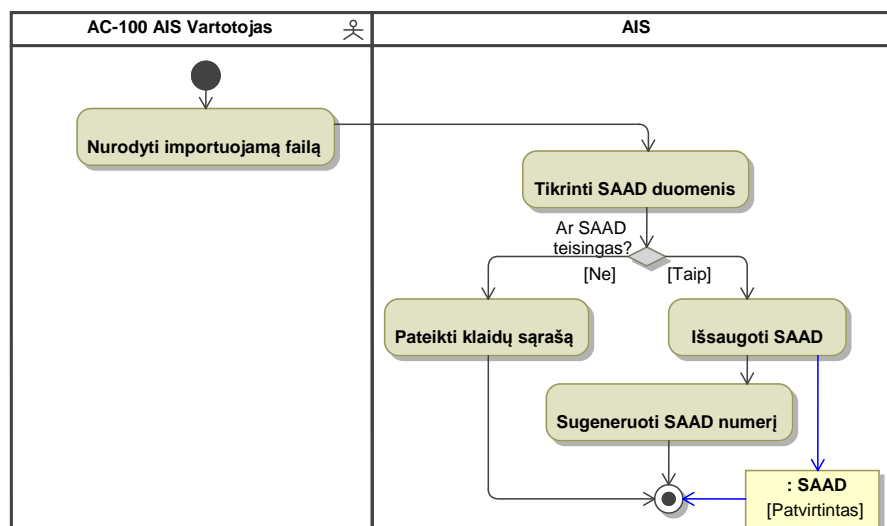 AC-100 AIS Vartotojas
AIS
Nurodyti importuojamą failą
Tikrinti SAAD duomenis
Ar SAAD
teisingas?
[Ne]
[Taip]
Pateikti klaidų sąrašą
Išsaugoti SAAD
Sugeneruoti SAAD numerį
: SAAD
[Patvirtintas]